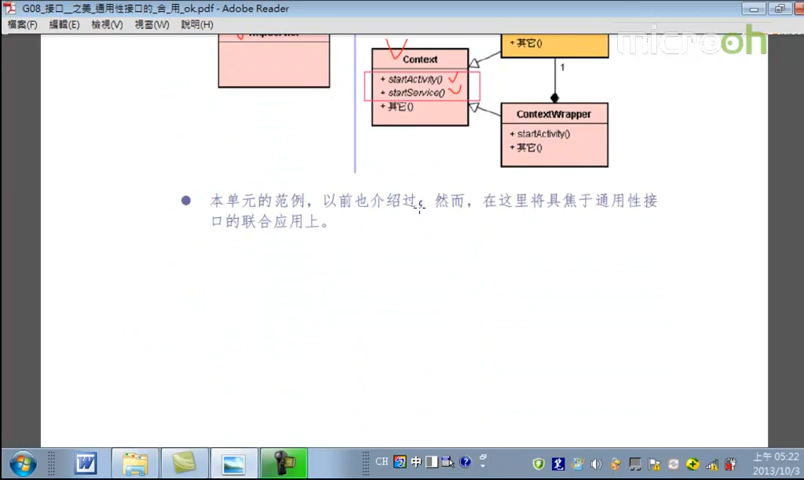 G08_接口__之美_通用性接口的_合_用_ok.pdf - Adobe Reader
檔案(F) 編輯(E) 檢視(V) 視窗(W) 說明(H)
microoh
+ 其它()
Context
+ startActivity()
+ startService()
+ 其它()
1
ContextWrapper
+ startActivity()
+ 其它()
本单元的范例，以前也介绍过。然而，在这里将具焦于通用性接
口的联合应用上。
CH 中
上午 05:22
2013/10/3